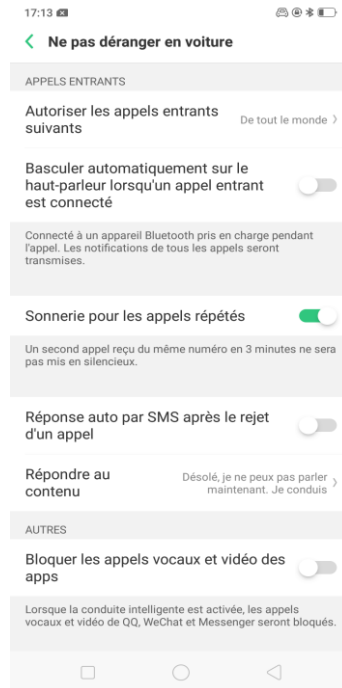 17:13
Ne pas déranger en voiture
APPELS ENTRANTS
Autoriser les appels entrants
suivants
De tout le monde
Basculer automatiquement sur le
haut-parleur lorsqu'un appel entrant
est connecté
Connecté à un appareil Bluetooth pris en charge pendant
l'appel. Les notifications de tous les appels seront
transmises.
Sonnerie pour les appels répétés
Un second appel reçu du même numéro en 3 minutes ne sera
pas mis en silencieux.
Réponse auto par SMS après le rejet
d'un appel
Répondre au
contenu
Désolé, je ne peux pas parler
maintenant. Je conduis
AUTRES
Bloquer les appels vocaux et vidéo des
apps
Lorsque la conduite intelligente est activée, les appels
vocaux et vidéo de QQ, WeChat et Messenger seront bloqués.